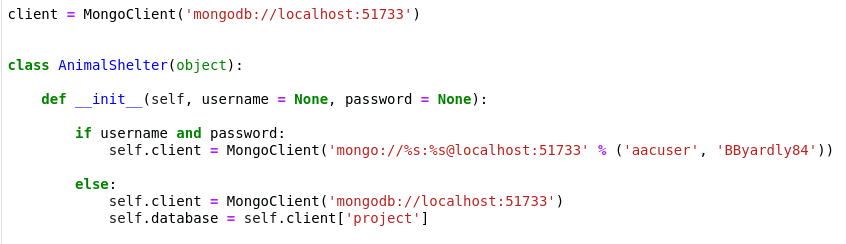 client = MongoClient('mongodb://localhost:51733')
class AnimalShelter(object):
def __init__(self, username = None, password = None):
if username and password:
self.client = MongoClient('mongo://%s:%s@localhost:51733' % ('aacuser', 'BByardly84'))
else:
self.client = MongoClient('mongodb://localhost:51733')
self.database = self.client['project']